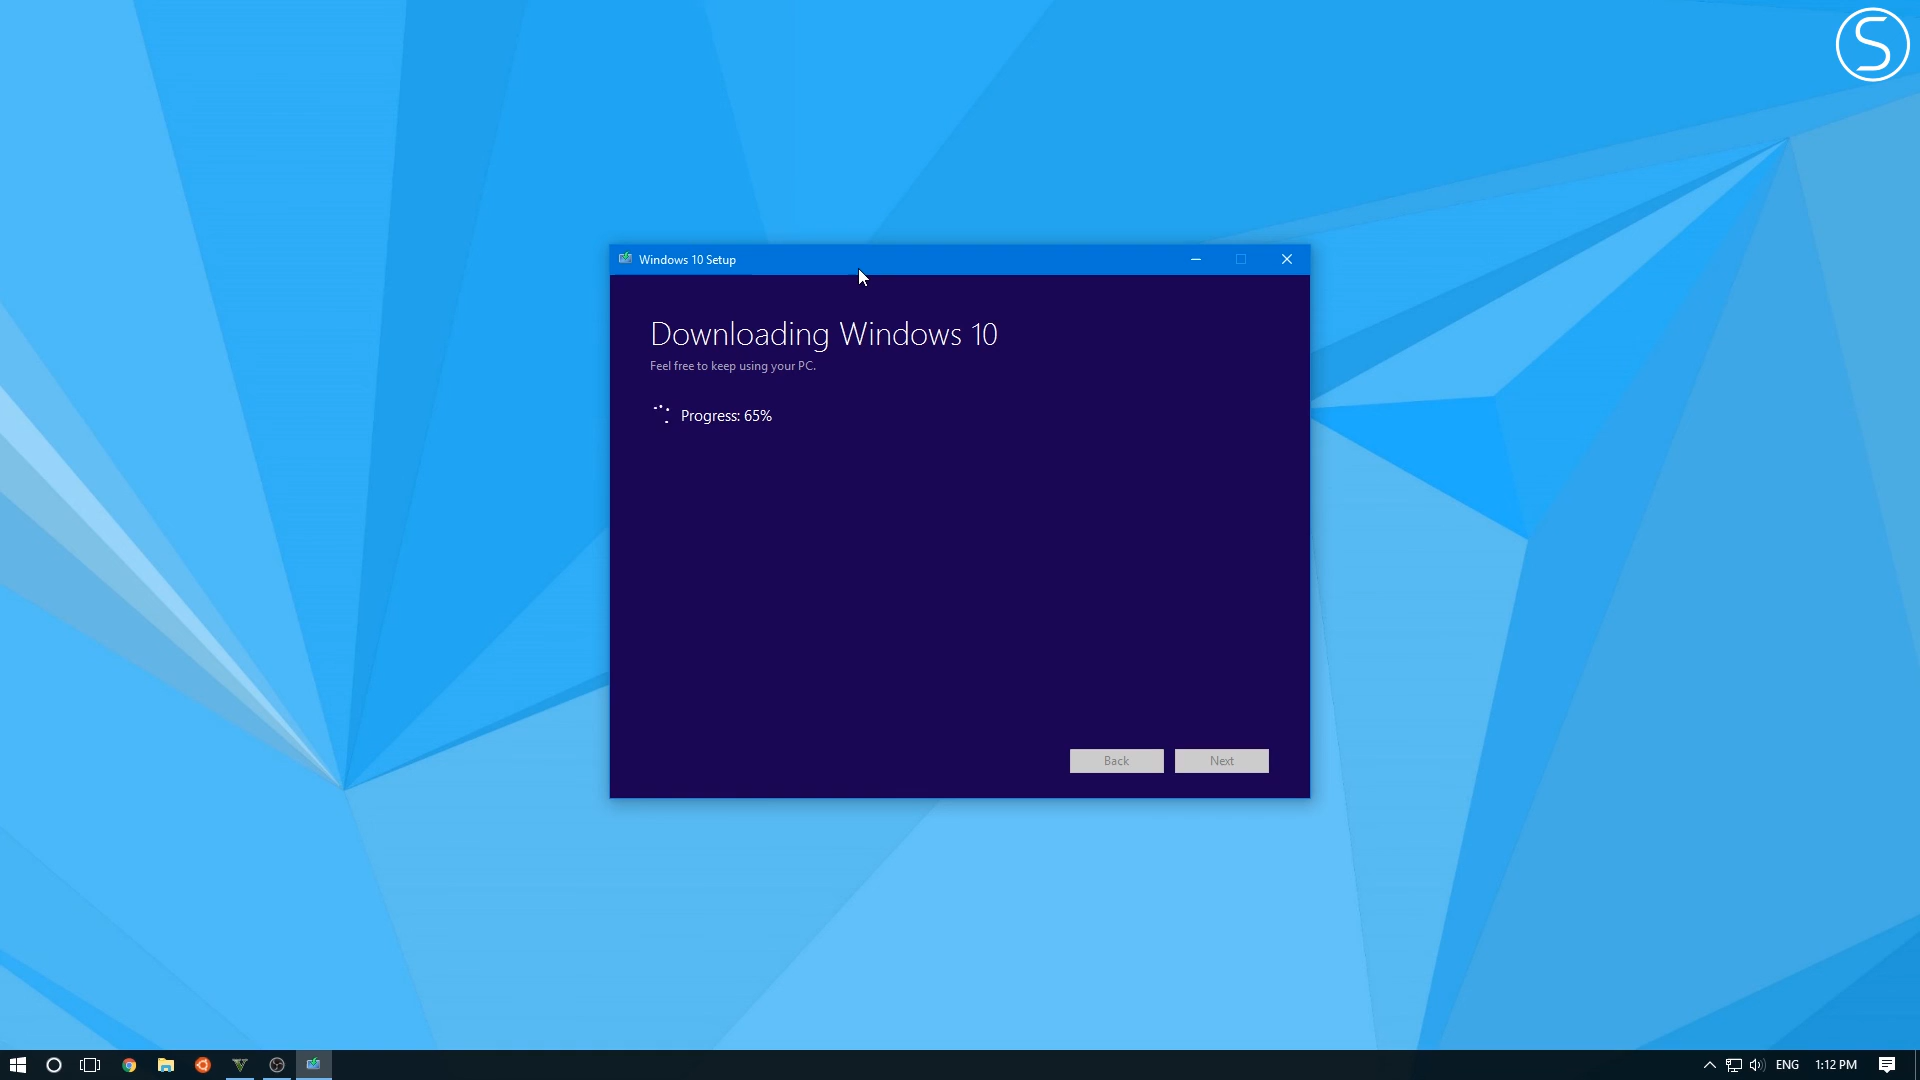 S
Windows 10 Setup
Downloading Windows 10
Feel free to keep using your PC.
Progress: 65%
Back
Next
ENG
1:12 PM